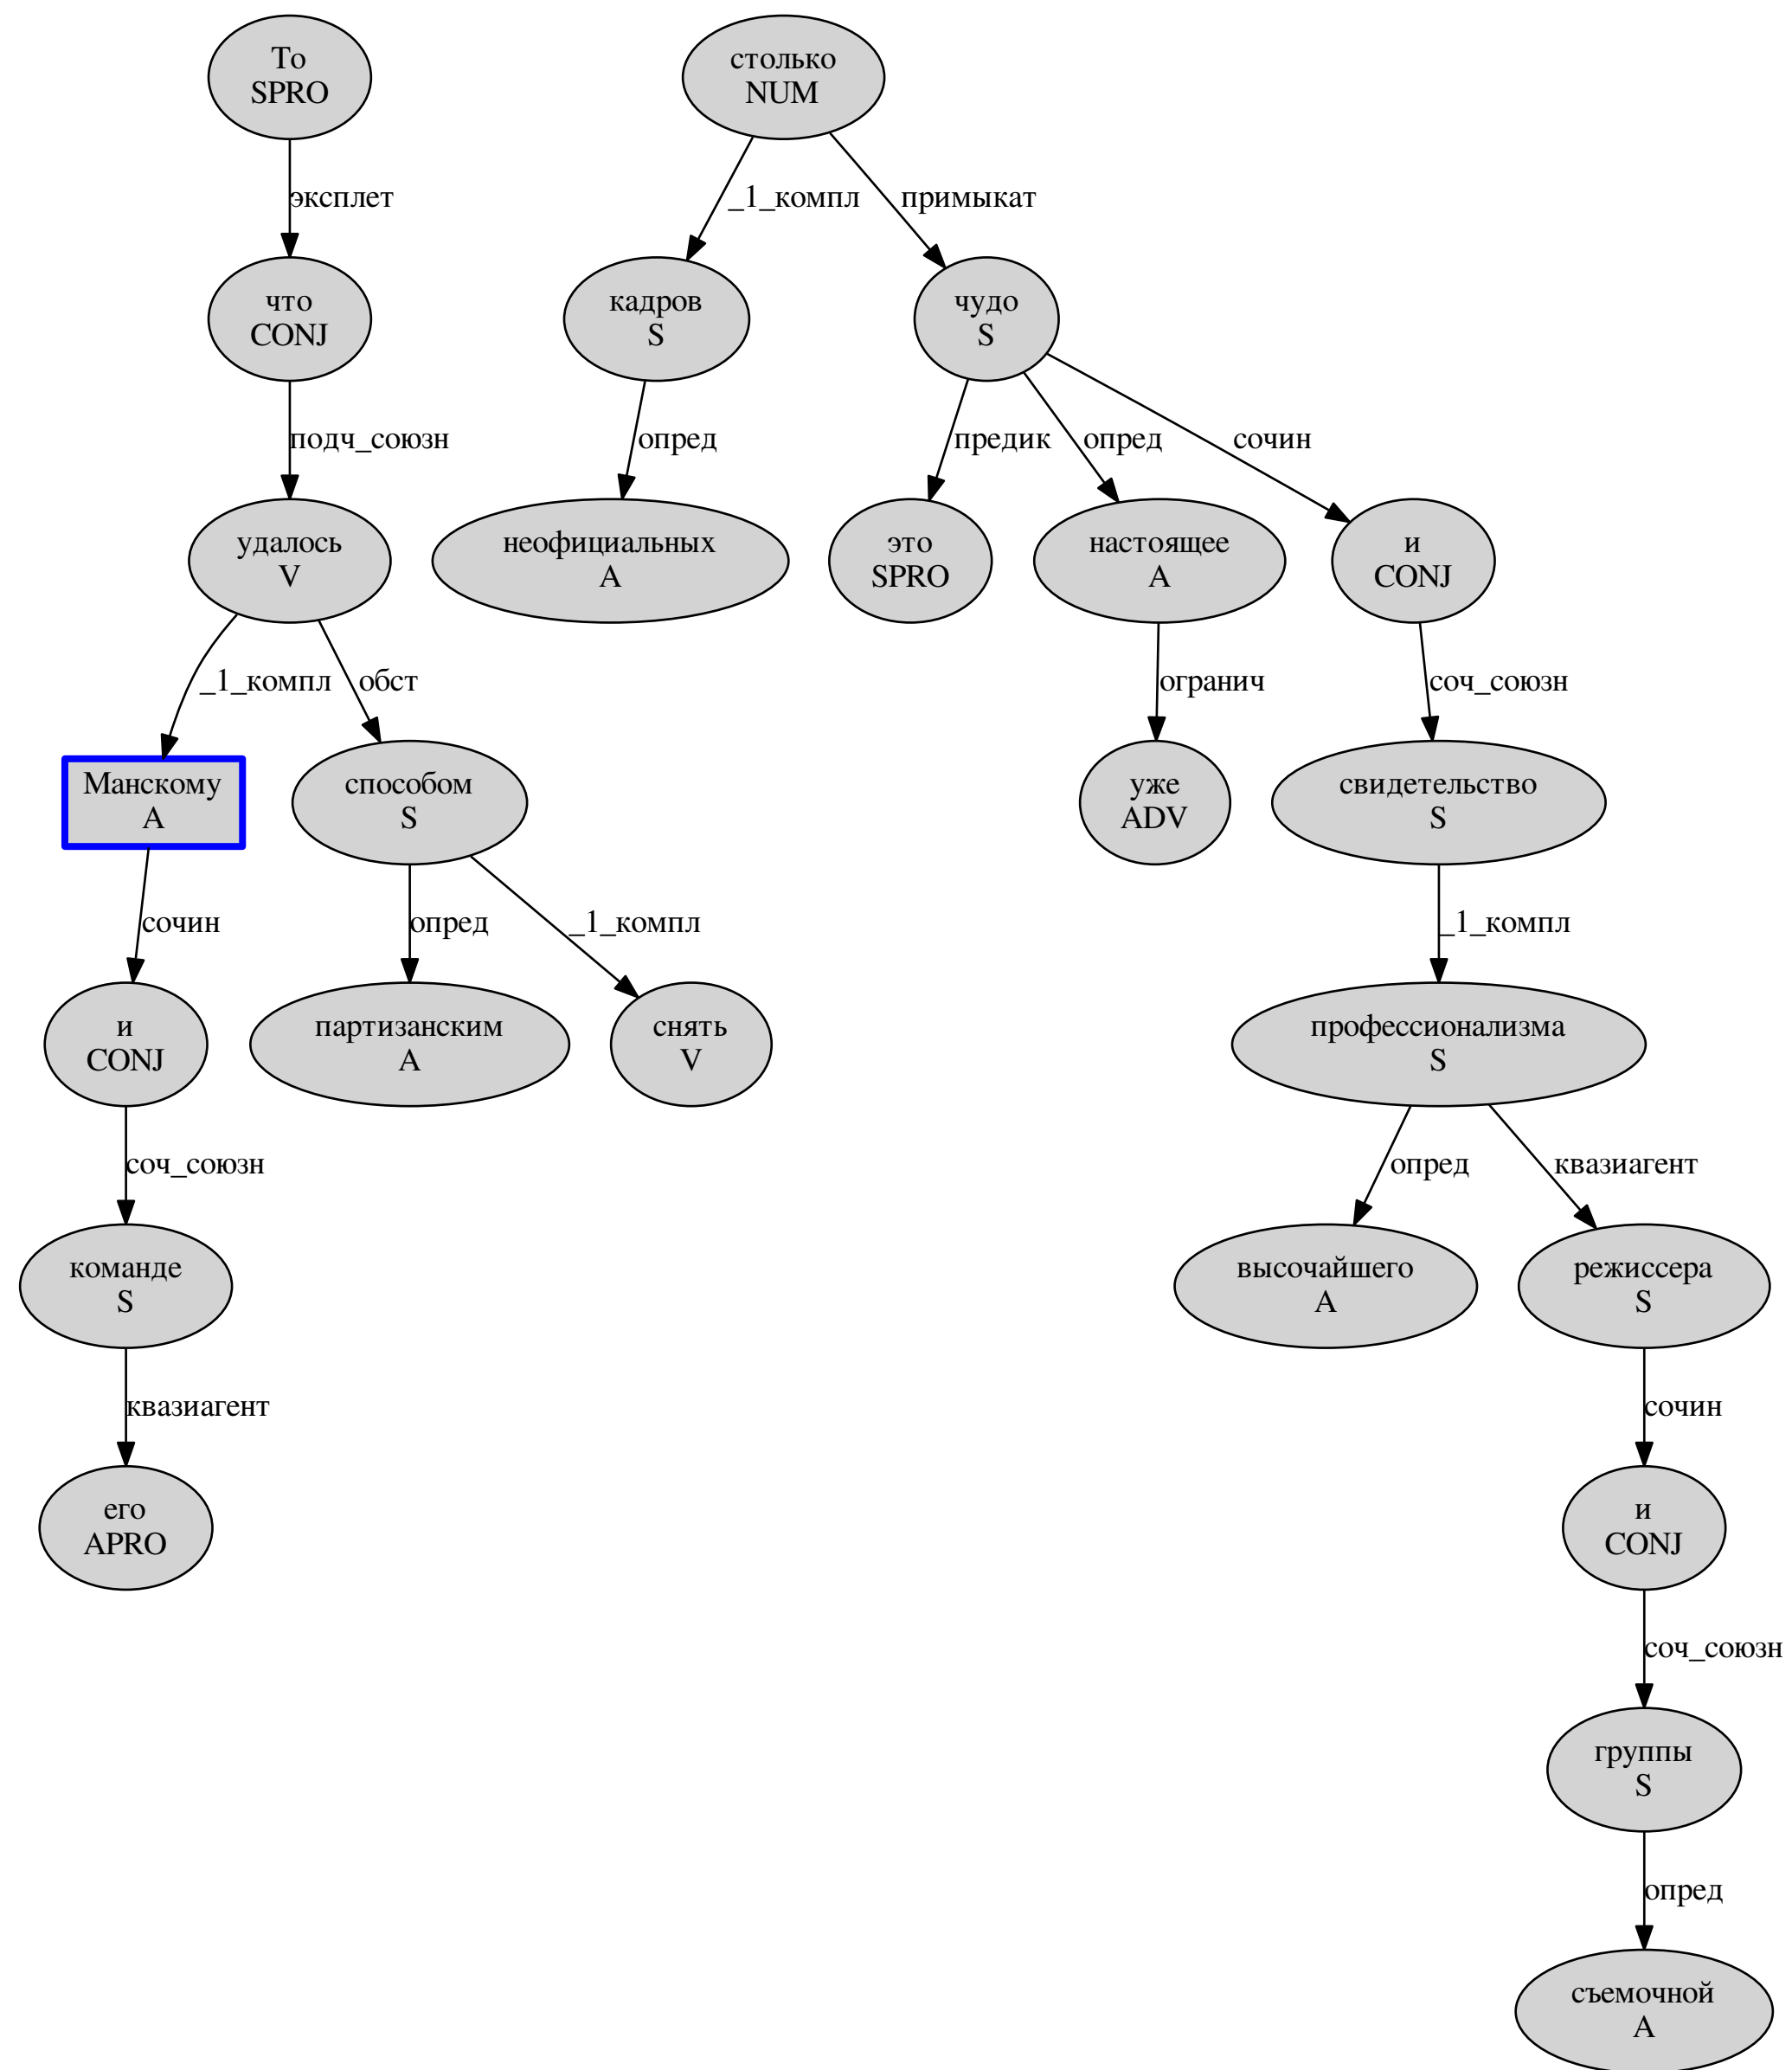 То
SPRO
столько
NUM
эксплет
_1_компл
примыкат
что
CONJ
кадров
S
чудо
S
подч_союзн
опред
предик
опред
сочин
удалось
V
неофициальных
A
это
SPRO
настоящее
A
и
CONJ
_1_компл
обст
огранич
соч_союзн
Манскому
A
способом
S
уже
ADV
свидетельство
S
сочин
опред
_1_компл
_1_компл
и
CONJ
партизанским
A
снять
V
профессионализма
S
соч_союзн
опред
квазиагент
команде
S
высочайшего
A
режиссера
S
квазиагент
сочин
его
APRO
и
CONJ
соч_союзн
группы
S
опред
съемочной
A